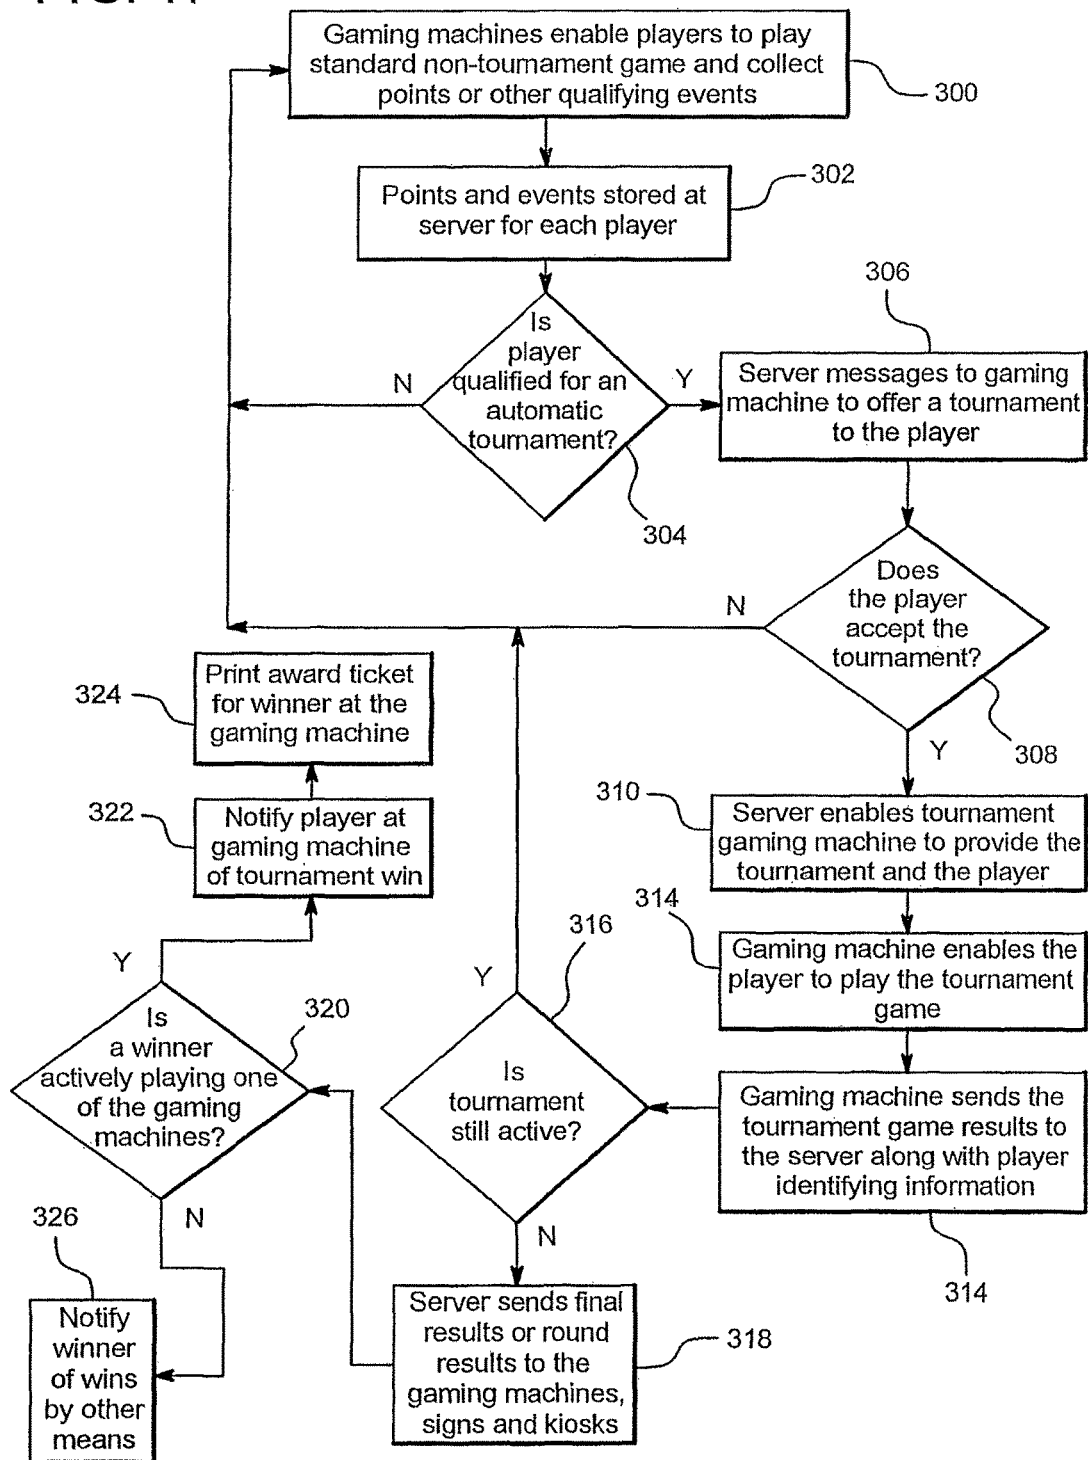 Gaming machines enable players to play
standard non-tournament game and collect
points or other qualifying events
300
302
Points and events stored at
server for each player
306
Is
player
qualified for an
automatic
tournament?
N
Y
304
Server messages to gaming
machine to offer a tournament
to the player
Does
the player
accept the
tournament?
N
Y
308
324
Print award ticket
for winner at the
gaming machine
322
Notify player at
gaming machine
of tournament win
310
Server enables tournament
gaming machine to provide the
tournament and the player
314
Gaming machine enables the
player to play the tournament
game
316
Y
Is
tournament
still active?
N
Gaming machine sends the
tournament game results to
the server along with player
identifying information
314
Y
320
Is
a winner
actively playing one
of the gaming
machines?
N
326
Notify
winner
of wins
by other
means
Server sends final
results or round
results to the
gaming machines,
signs and kiosks
318